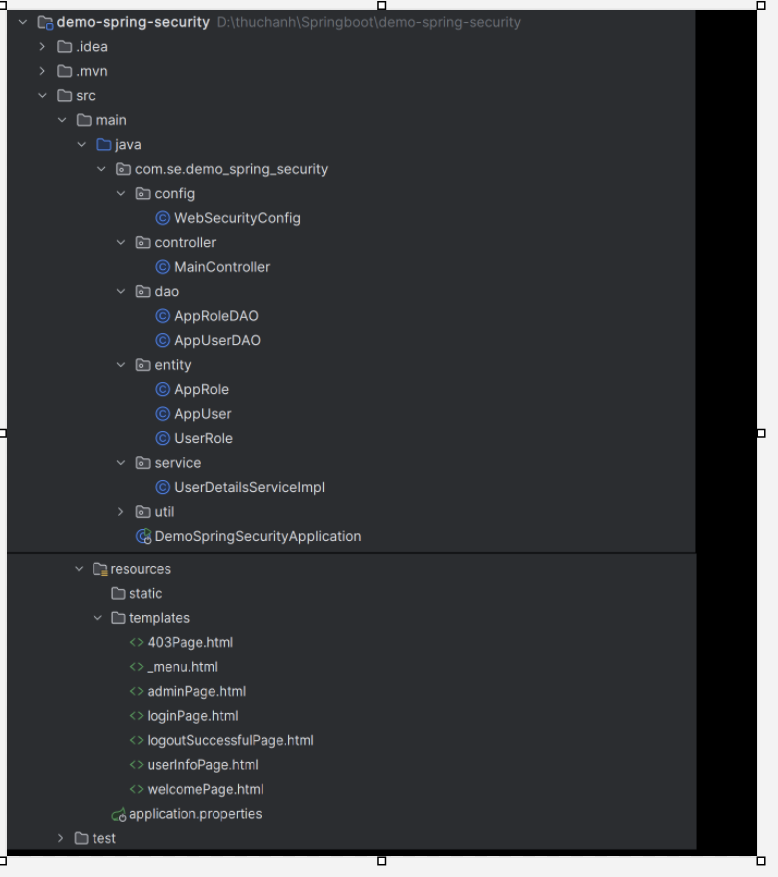 demo-spring-security D:\thuchanh\Springboot\demo-spring-security
.idea
.mvn
src
main
java
com.se.demo_spring_security
config
WebSecurityConfig
controller
MainController
dao
AppRoleDAO
AppUserDAO
entity
AppRole
AppUser
UserRole
service
UserDetailsServiceImpl
util
DemoSpringSecurityApplication
resources
static
templates
403Page.html
_menu.html
adminPage.html
loginPage.html
logoutSuccessfulPage.html
userInfoPage.html
welcomePage.html
application.properties
test